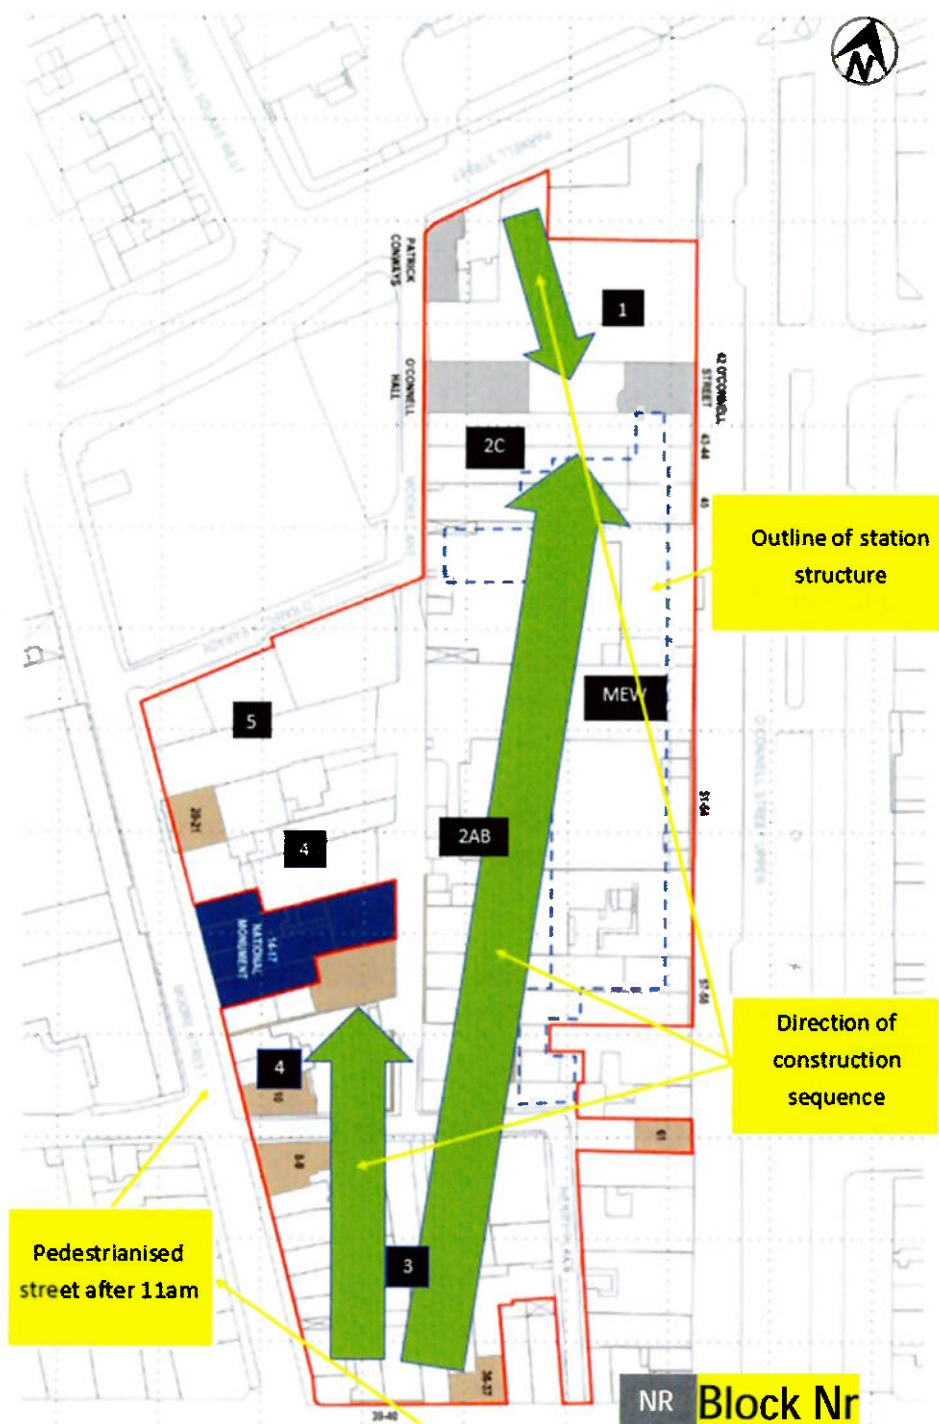 N
PARNELL STREET
PATRICK
CONWAYS
1
O'CONNELL
HALL
42 O'CONNELL
STREET
2C
43-44
45
MOORE LANE
Outline of station
structure
O'RAHILLY PARADE
MEW
5
O'CONNELL STREET UPPER
20-21
51-54
2AB
4
14-17
NATIONAL
MONUMENT
57-58
Direction of
construction
sequence
MOORE STREET
4
10
61
8-9
HENRY PLACE
Pedestrianised
street after 11am
3
36-37
39-40
NR
Block Nr